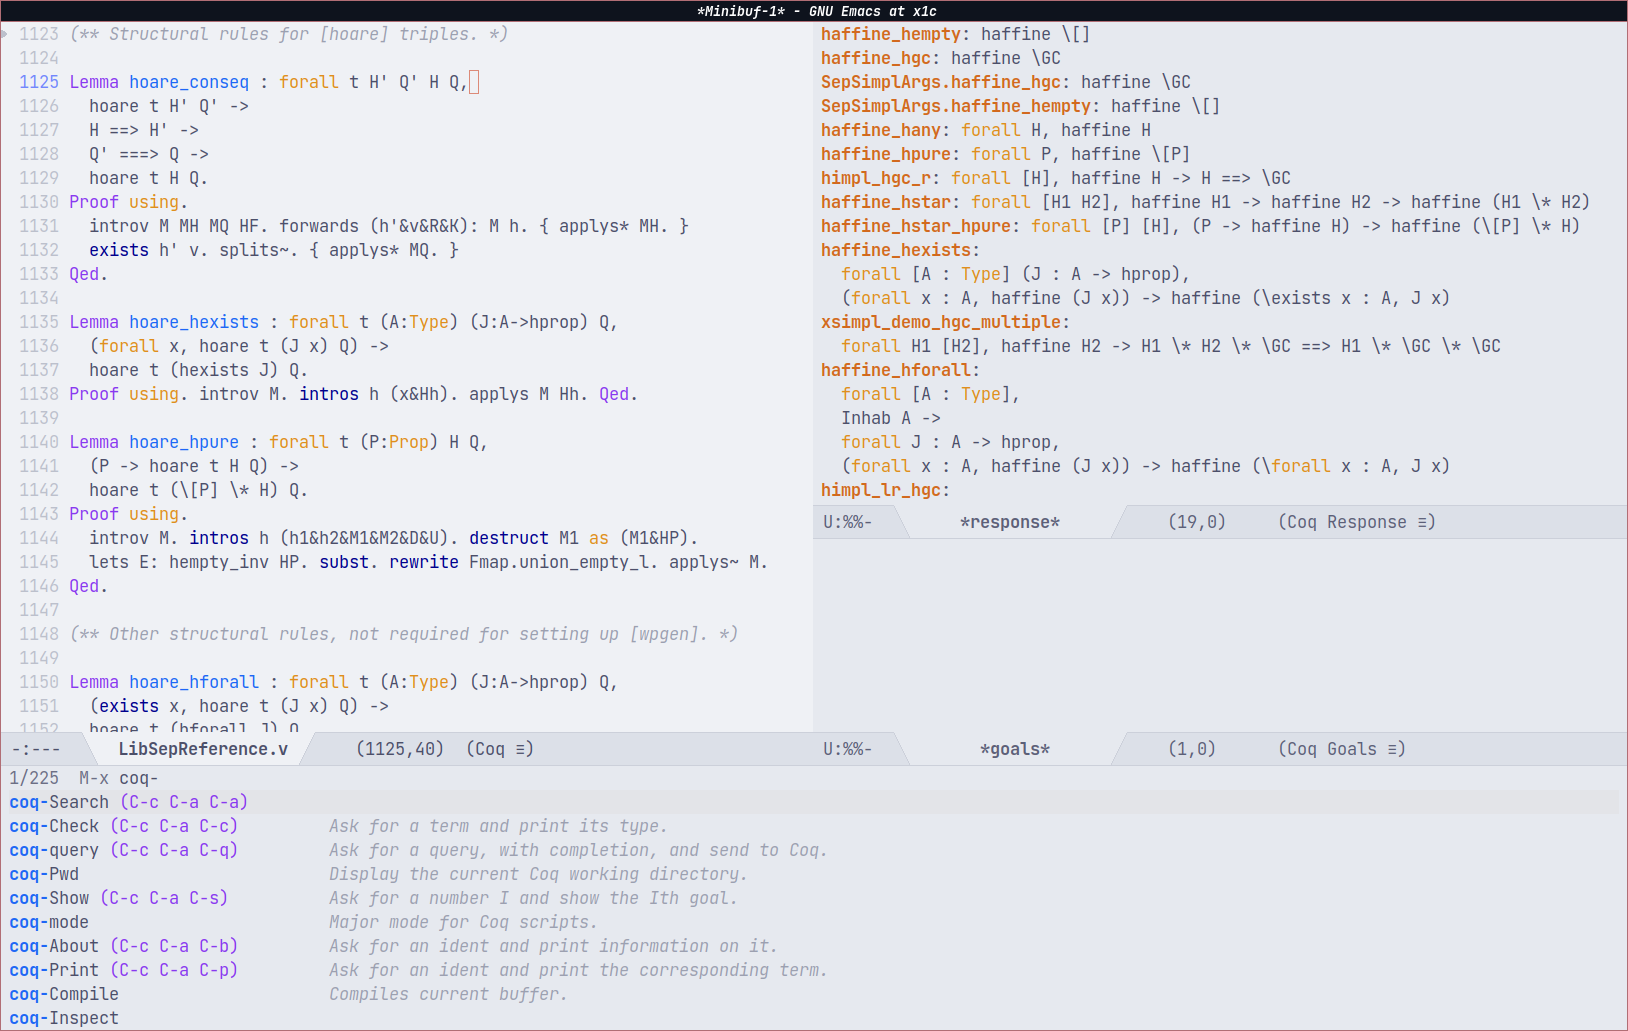 *Minibuf-1* - GNU Emacs at x1c
1123 (** Structural rules for [hoare] triples. *)
1124
1125 Lemma hoare_conseq : forall t H' Q' H Q,
1126   hoare t H' Q' ->
1127   H ==> H' ->
1128   Q' ===> Q ->
1129   hoare t H Q.
1130 Proof using.
1131   introv M MH MQ HF. forwards (h'&v&R&K): M h. { applys* MH. }
1132   exists h' v. splits~. { applys* MQ. }
1133 Qed.
1134
1135 Lemma hoare_hexists : forall t (A:Type) (J:A->hprop) Q,
1136   (forall x, hoare t (J x) Q) ->
1137   hoare t (hexists J) Q.
1138 Proof using. introv M. intros h (x&Hh). applys M Hh. Qed.
1139
1140 Lemma hoare_hpure : forall t (P:Prop) H Q,
1141   (P -> hoare t H Q) ->
1142   hoare t (\[P] \* H) Q.
1143 Proof using.
1144   introv M. intros h (h1&h2&M1&M2&D&U). destruct M1 as (M1&HP).
1145   lets E: hempty_inv HP. subst. rewrite Fmap.union_empty_l. applys~ M.
1146 Qed.
1147
1148 (** Other structural rules, not required for setting up [wpgen]. *)
1149
1150 Lemma hoare_hforall : forall t (A:Type) (J:A->hprop) Q,
1151   (exists x, hoare t (J x) Q) ->
1152   hoare t (hforall J) Q.
-:---   LibSepReference.v   (1125,40)   (Coq ≡)
haffine_hempty: haffine \[]
haffine_hgc: haffine \GC
SepSimplArgs.haffine_hgc: haffine \GC
SepSimplArgs.haffine_hempty: haffine \[]
haffine_hany: forall H, haffine H
haffine_hpure: forall P, haffine \[P]
himpl_hgc_r: forall [H], haffine H -> H ==> \GC
haffine_hstar: forall [H1 H2], haffine H1 -> haffine H2 -> haffine (H1 \* H2)
haffine_hstar_hpure: forall [P] [H], (P -> haffine H) -> haffine (\[P] \* H)
haffine_hexists:
  forall [A : Type] (J : A -> hprop),
  (forall x : A, haffine (J x)) -> haffine (\exists x : A, J x)
xsimpl_demo_hgc_multiple:
  forall H1 [H2], haffine H2 -> H1 \* H2 \* \GC ==> H1 \* \GC \* \GC
haffine_hforall:
  forall [A : Type],
  Inhab A ->
  forall J : A -> hprop,
  (forall x : A, haffine (J x)) -> haffine (\forall x : A, J x)
himpl_lr_hgc:
U:%%-   *response*   (19,0)   (Coq Response ≡)
U:%%-   *goals*   (1,0)   (Coq Goals ≡)
1/225  M-x coq-
coq-Search (C-c C-a C-a)
coq-Check (C-c C-a C-c)   Ask for a term and print its type.
coq-query (C-c C-a C-q)   Ask for a query, with completion, and send to Coq.
coq-Pwd   Display the current Coq working directory.
coq-Show (C-c C-a C-s)   Ask for a number I and show the Ith goal.
coq-mode   Major mode for Coq scripts.
coq-About (C-c C-a C-b)   Ask for an ident and print information on it.
coq-Print (C-c C-a C-p)   Ask for an ident and print the corresponding term.
coq-Compile   Compiles current buffer.
coq-Inspect